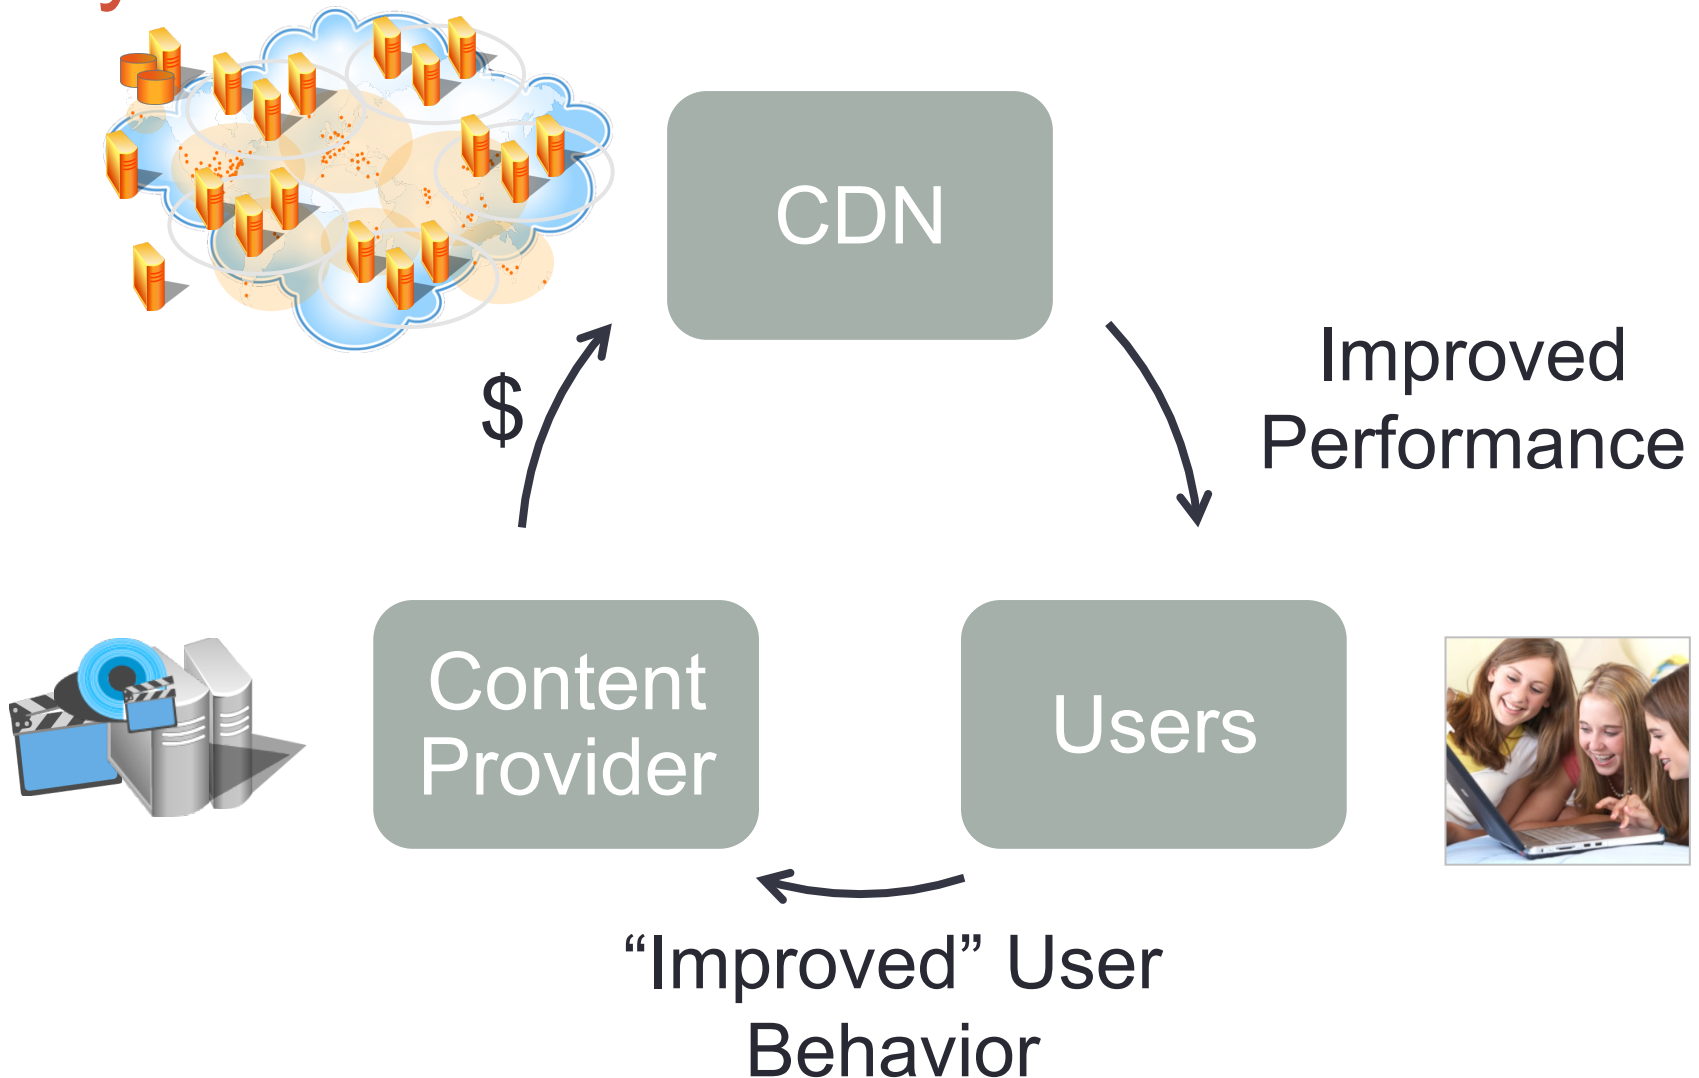 CDN
$
Improved
Performance
Content
Provider
Users
“Improved” User
Behavior